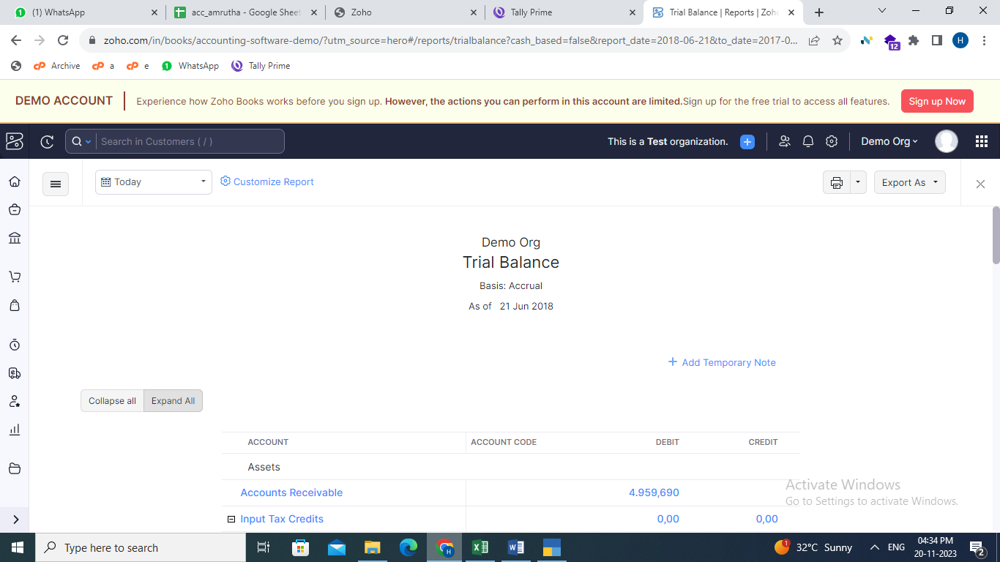 (1) WhatsApp
acc_amrutha - Google Sheet
Zoho
Tally Prime
Trial Balance | Reports | Zoh
zoho.com/in/books/accounting-software-demo/?utm_source=hero#/reports/trialbalance?cash_based=false&report_date=2018-06-21&to_date=2017-0...
12
H
Archive
a
e
1 WhatsApp
Tally Prime
DEMO ACCOUNT
Experience how Zoho Books works before you sign up. However, the actions you can perform in this account are limited.Sign up for the free trial to access all features.
Sign up Now
Search in Customers ( / )
This is a Test organization.
Demo Org
Today
Customize Report
Export As
Demo Org
Trial Balance
Basis: Accrual
As of 21 Jun 2018
+ Add Temporary Note
Collapse all
Expand All
ACCOUNT ACCOUNT CODE DEBIT CREDIT
Assets
Accounts Receivable 4.959,690
Input Tax Credits 0,00 0,00
Activate Windows
Go to Settings to activate Windows.
Type here to search
1
32°C Sunny
ENG
04:34 PM
20-11-2023
2